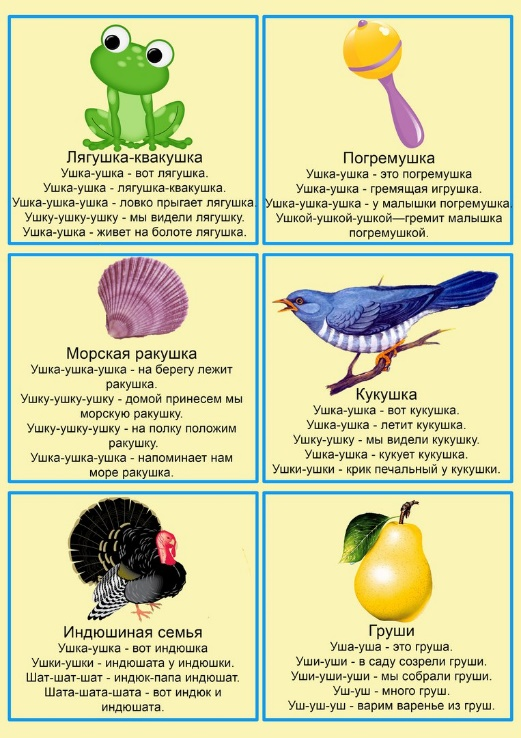 Лягушка-квакушка
Ушка-ушка - вот лягушка.
Ушка-ушка - лягушка-квакушка.
Ушка-ушка-ушка - ловко прыгает лягушка.
Ушку-ушку-ушку - мы видели лягушку.
Ушка-ушка - живет на болоте лягушка.
Погремушка
Ушка-ушка - это погремушка
Ушка-ушка - гремящая игрушка.
Ушка-ушка-ушка - у малышки погремушка.
Ушкой-ушкой-ушкой—гремит малышка
погремушкой.
Морская ракушка
Ушка-ушка-ушка - на берегу лежит
ракушка.
Ушку-ушку-ушку - домой принесем мы
морскую ракушку.
Ушку-ушку-ушку - на полку положим
ракушку.
Ушка-ушка-ушка - напоминает нам
море ракушка.
Кукушка
Ушка-ушка - вот кукушка.
Ушка-ушка - летит кукушка.
Ушку-ушку - мы видели кукушку.
Ушка-ушка - кукует кукушка.
Ушки-ушки - крик печальный у кукушки.
Индюшиная семья
Ушка-ушка - вот индюшка
Ушки-ушки - индюшата у индюшки.
Шат-шат-шат - индюк-папа индюшат.
Шата-шата-шата - вот индюк и
индюшата.
Груши
Уша-уша - это груша.
Уши-уши - в саду созрели груши.
Уши-уши-уши - мы собрали груши.
Уш-уш - много груш.
Уш-уш-уш - варим варенье из груш.